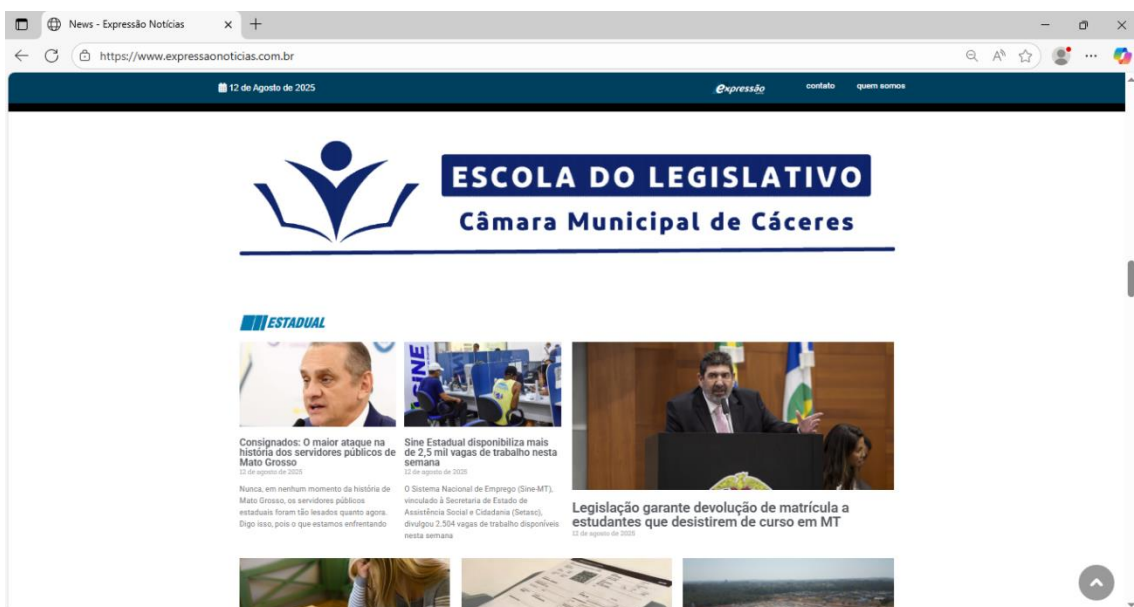 News - Expressão Notícias
https://www.expressaonoticias.com.br
12 de Agosto de 2025
expressão
contato
quem somos
ESCOLA DO LEGISLATIVO
Câmara Municipal de Cáceres
ESTADUAL
SINE
Consignados: O maior ataque na
história dos servidores públicos de
Mato Grosso
12 de agosto de 2025
Nunca, em nenhum momento da história de
Mato Grosso, os servidores públicos
estaduais foram tão lesados quanto agora.
Digo isso, pois o que estamos enfrentando
Sine Estadual disponibiliza mais
de 2,5 mil vagas de trabalho nesta
semana
12 de agosto de 2025
O Sistema Nacional de Emprego (Sine-MT),
vinculado à Secretaria de Estado de
Assistência Social e Cidadania (Setasc),
divulgou 2.504 vagas de trabalho disponíveis
nesta semana
Legislação garante devolução de matrícula a
estudantes que desistirem de curso em MT
12 de agosto de 2025